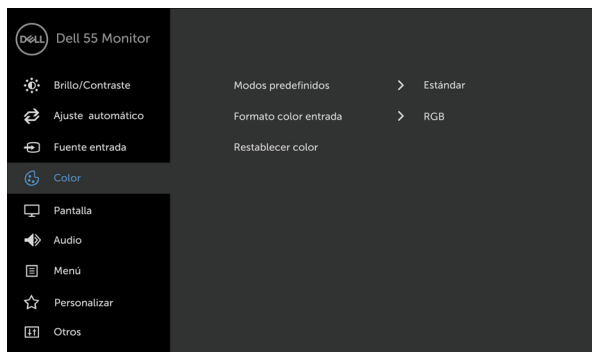 DELL
Dell 55 Monitor
Brillo/Contraste
Ajuste automático
Fuente entrada
Color
Pantalla
Audio
Menú
Personalizar
Otros
Modos predefinidos > Estándar
Formato color entrada > RGB
Restablecer color